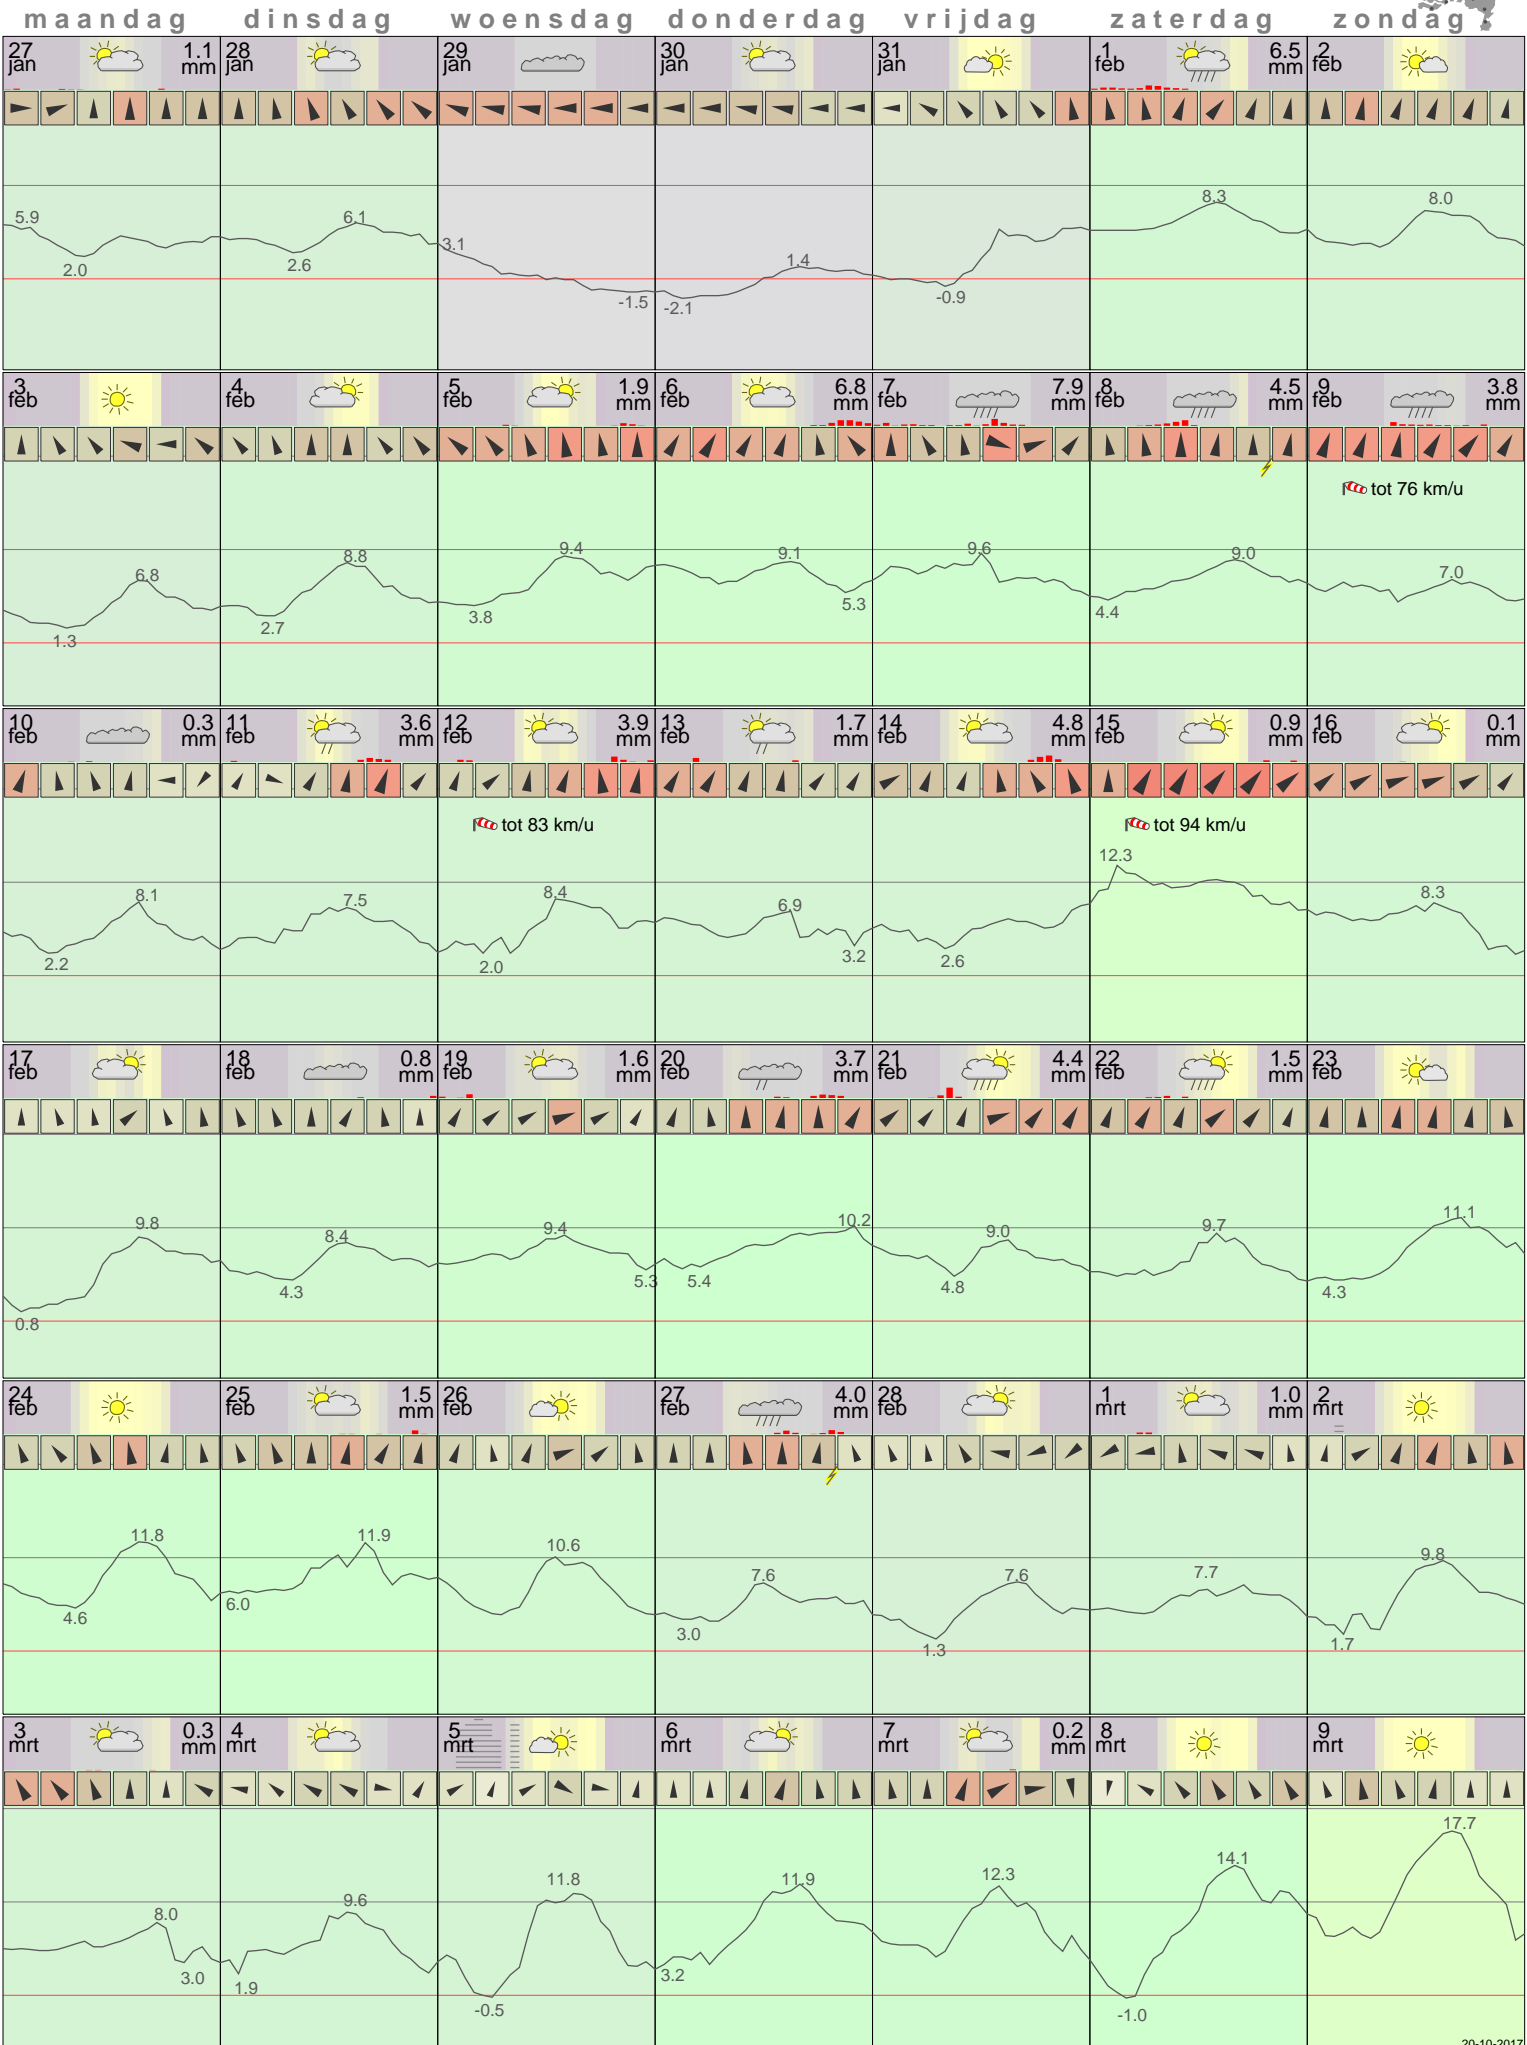 maandag dinsdag woensdag donderdag vrijdag zaterdag zondag
27 jan 1.1 mm 28 jan 29 jan 30 jan 31 jan 1 feb 6.5 mm 2 feb
5.9 2.0 2.6 6.1 3.1 -1.5 -2.1 1.4 -0.9 8.3 8.0
3 feb 4 feb 5 feb 1.9 mm 6 feb 6.8 mm 7 feb 7.9 mm 8 feb 4.5 mm 9 feb 3.8 mm
tot 76 km/u
1.3 6.8 2.7 8.8 3.8 9.4 9.1 5.3 9.6 4.4 9.0 7.0
10 feb 0.3 mm 11 feb 3.6 mm 12 feb 3.9 mm 13 feb 1.7 mm 14 feb 4.8 mm 15 feb 0.9 mm 16 feb 0.1 mm
tot 83 km/u tot 94 km/u
2.2 8.1 7.5 2.0 8.4 6.9 3.2 2.6 12.3 8.3
17 feb 18 feb 0.8 mm 19 feb 1.6 mm 20 feb 3.7 mm 21 feb 4.4 mm 22 feb 1.5 mm 23 feb
0.8 9.8 4.3 8.4 9.4 5.3 5.4 10.2 4.8 9.0 9.7 4.3 11.1
24 feb 25 feb 1.5 mm 26 feb 27 feb 4.0 mm 28 feb 1 mrt 1.0 mm 2 mrt
4.6 11.8 6.0 11.9 10.6 3.0 7.6 1.3 7.6 7.7 1.7 9.8
3 mrt 0.3 mm 4 mrt 5 mrt 6 mrt 7 mrt 0.2 mm 8 mrt 9 mrt
8.0 3.0 1.9 9.6 -0.5 11.8 3.2 11.9 12.3 -1.0 14.1 17.7
20-10-2017